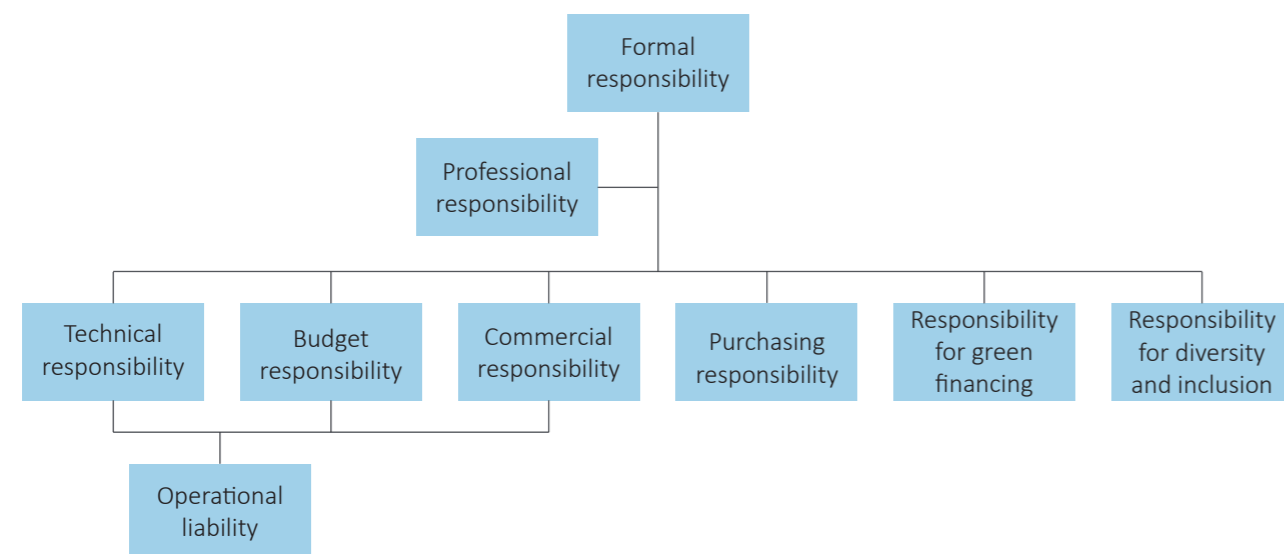 Formal
responsibility
Professional
responsibility
Technical
responsibility
Budget
responsibility
Commercial
responsibility
Purchasing
responsibility
Responsibility
for green
financing
Responsibility
for diversity
and inclusion
Operational
liability